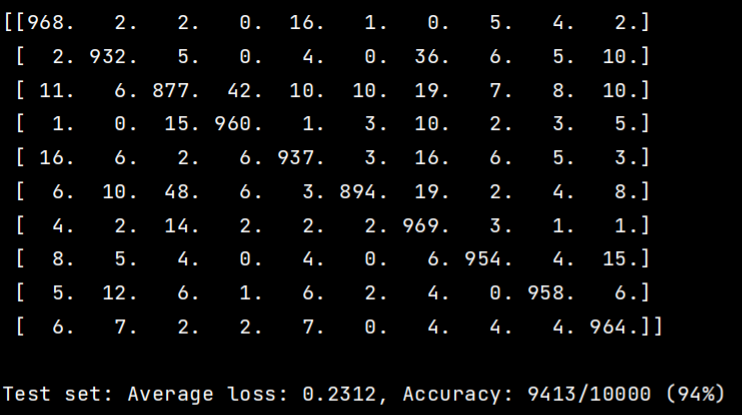 [[968. 2. 2. 0. 16. 1. 0. 5. 4. 2.]
[ 2. 932. 5. 0. 4. 0. 36. 6. 5. 10.]
[ 11. 6. 877. 42. 10. 10. 19. 7. 8. 10.]
[ 1. 0. 15. 960. 1. 3. 10. 2. 3. 5.]
[ 16. 6. 2. 6. 937. 3. 16. 6. 5. 3.]
[ 6. 10. 48. 6. 3. 894. 19. 2. 4. 8.]
[ 4. 2. 14. 2. 2. 2. 969. 3. 1. 1.]
[ 8. 5. 4. 0. 4. 0. 6. 954. 4. 15.]
[ 5. 12. 6. 1. 6. 2. 4. 0. 958. 6.]
[ 6. 7. 2. 2. 7. 0. 4. 4. 4. 964.]]
Test set: Average loss: 0.2312, Accuracy: 9413/10000 (94%)